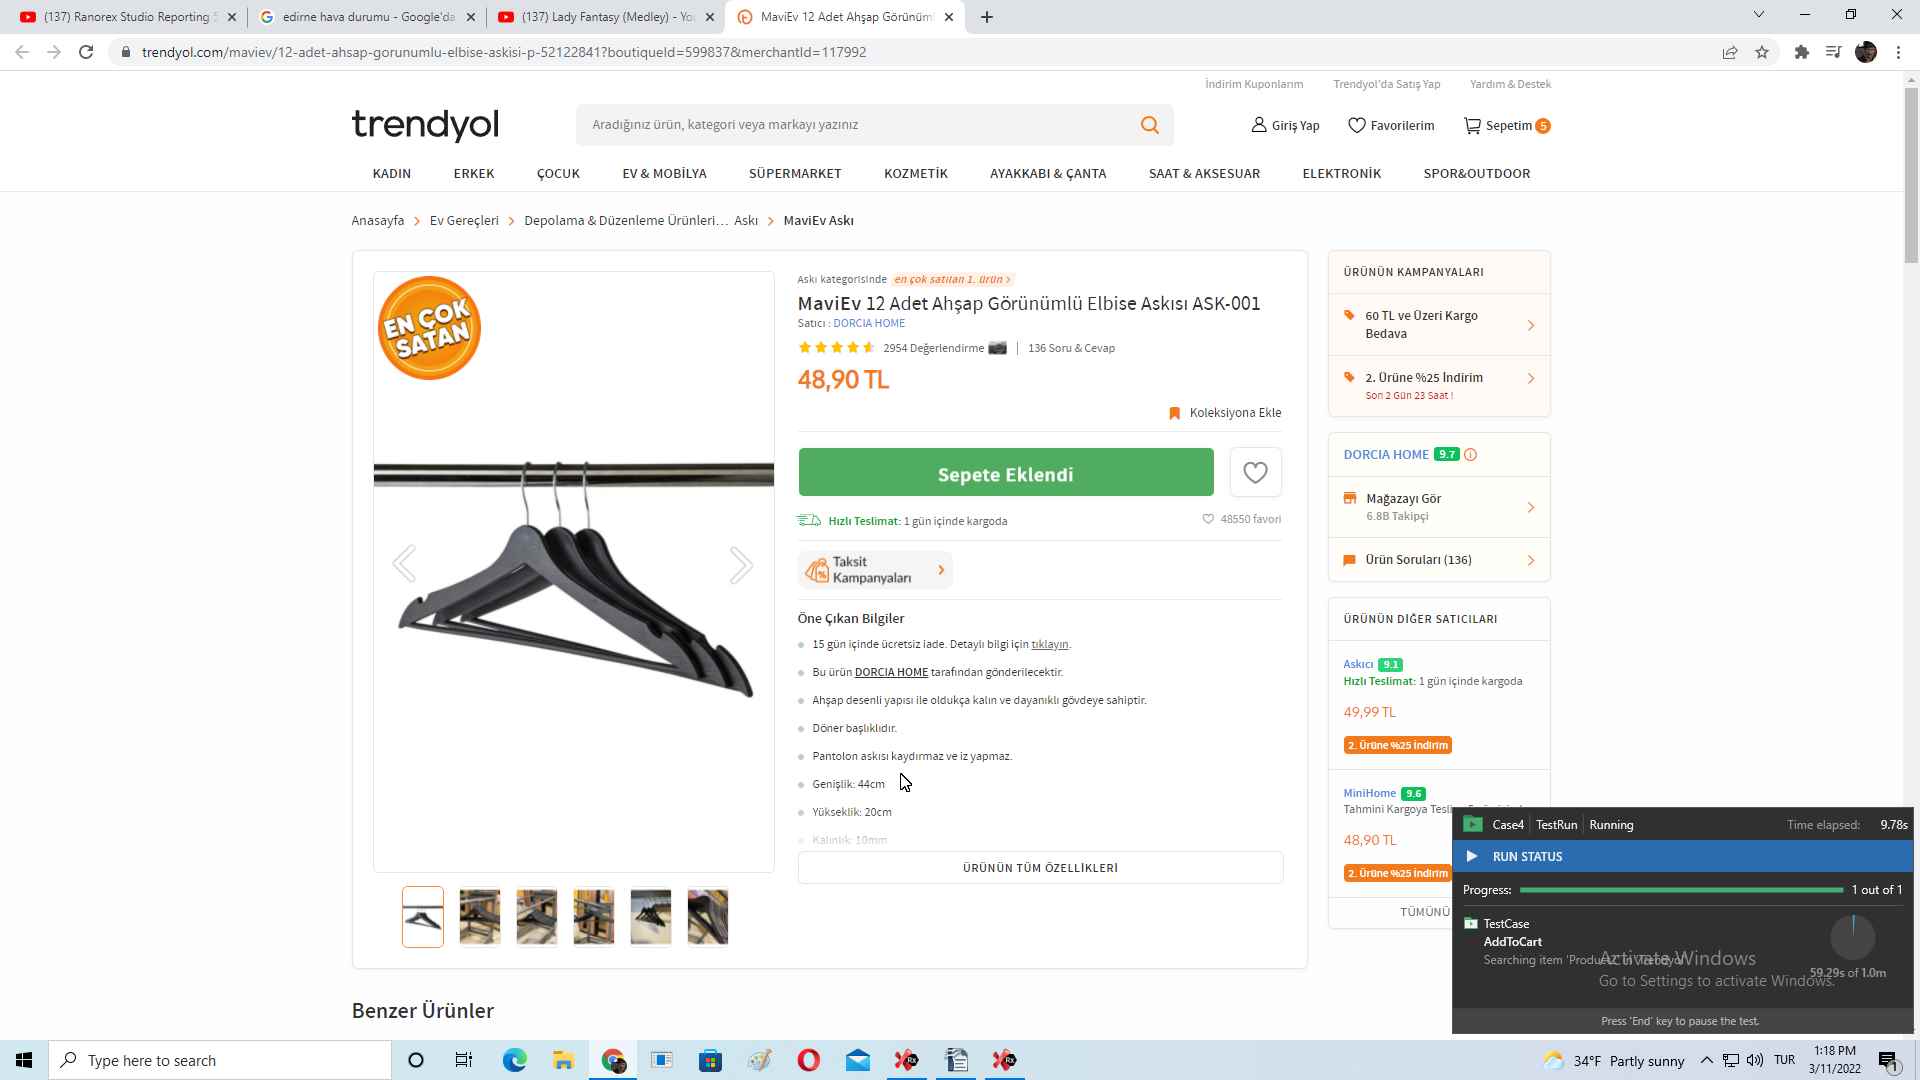 (137) Ranorex Studio Reporting
edirne hava durumu - Google'da
(137) Lady Fantasy (Medley) - Yo
MaviEv 12 Adet Ahşap Görünüm
trendyol.com/maviev/12-adet-ahsap-gorunumlu-elbise-askisi-p-52122841?boutiqueId=599837&merchantId=117992
İndirim Kuponlarım
Trendyol'da Satış Yap
Yardım & Destek
trendyol
Aradığınız ürün, kategori veya markayı yazınız
Giriş Yap
Favorilerim
Sepetim 5
KADIN
ERKEK
ÇOCUK
EV & MOBİLYA
SÜPERMARKET
KOZMETİK
AYAKKABI & ÇANTA
SAAT & AKSESUAR
ELEKTRONİK
SPOR&OUTDOOR
Anasayfa > Ev Gereçleri > Depolama & Düzenleme Ürünleri... Askı > MaviEv Askı
EN ÇOK
SATAN
Askı kategorisinde en çok satılan 1. ürün >
MaviEv 12 Adet Ahşap Görünümlü Elbise Askısı ASK-001
Satıcı : DORCIA HOME
2954 Değerlendirme | 136 Soru & Cevap
48,90 TL
Koleksiyona Ekle
Sepete Eklendi
Hızlı Teslimat: 1 gün içinde kargoda
48550 favori
Taksit
Kampanyaları
Öne Çıkan Bilgiler
15 gün içinde ücretsiz iade. Detaylı bilgi için tıklayın.
Bu ürün DORCIA HOME tarafından gönderilecektir.
Ahşap desenli yapısı ile oldukça kalın ve dayanıklı gövdeye sahiptir.
Döner başlıklıdır.
Pantolon askısı kaydırmaz ve iz yapmaz.
Genişlik: 44cm
Yükseklik: 20cm
Kalınlık: 10mm
ÜRÜNÜN TÜM ÖZELLİKLERİ
Benzer Ürünler
ÜRÜNÜN KAMPANYALARI
60 TL ve Üzeri Kargo
Bedava
2. Ürüne %25 İndirim
Son 2 Gün 23 Saat !
DORCIA HOME 9.7
Mağazayı Gör
6.8B Takipçi
Ürün Soruları (136)
ÜRÜNÜN DİĞER SATICILARI
Askıcı 9.1
Hızlı Teslimat: 1 gün içinde kargoda
49,99 TL
2. Ürüne %25 İndirim
MiniHome 9.6
Tahmini Kargoya
48,90 TL
2. Ürüne %25 İndirim
TÜMÜNÜ
Case4 TestRun Running Time elapsed: 9.78s
RUN STATUS
Progress: 1 out of 1
TestCase
AddToCart
Searching item
59.29s of 1.0m
Activate Windows
Go to Settings to activate Windows.
Press 'End' key to pause the test.
Type here to search
34°F Partly sunny
TUR
1:18 PM
3/11/2022
1